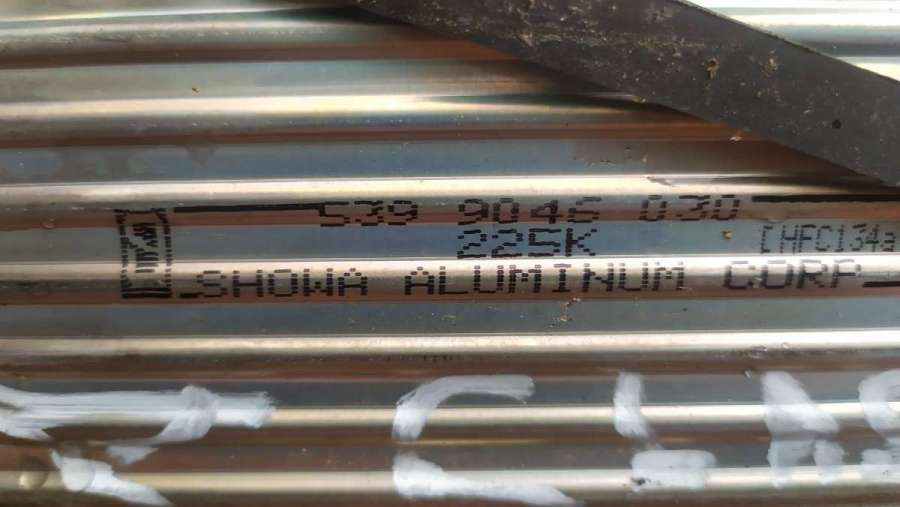 539 9046 030
225K
[HFC134a
SHOWA ALUMINUM CORP